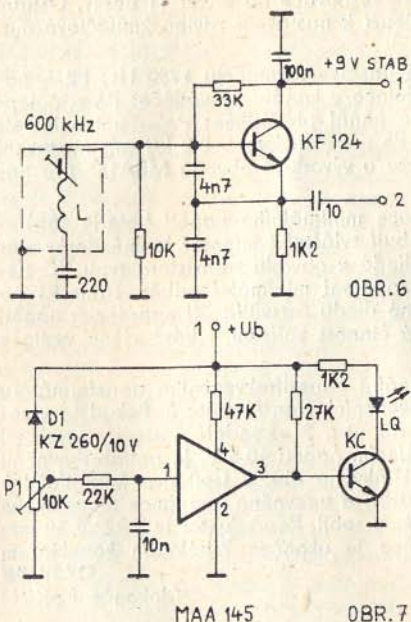 100n
+9 V STAB
1
33K
600 kHz
KF 124
4n7
L
10
2
10K
4n7
1K2
220
OBR.6
1
+Ub
1K2
D1
KZ 260/10 V
47K
27K
LQ
KC
P1
10K
22K
1
4
3
2
10n
MAA 145
OBR.7